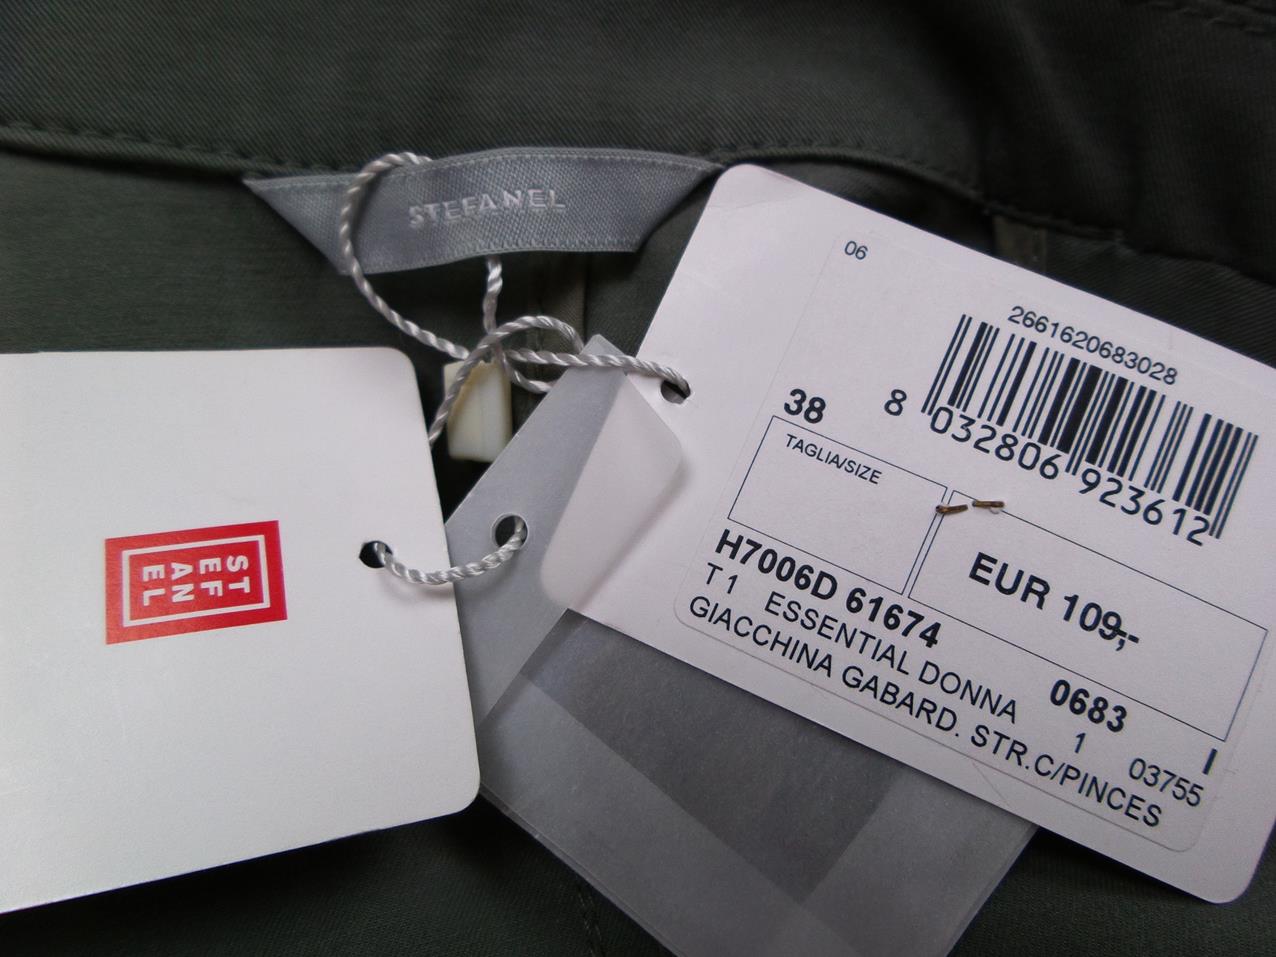 STEFANEL
ST
EF
AN
EL
06
2661620683028
8 032806 923612
38
TAGLIA/SIZE
EUR 109,-
H7006D 61674 0683 I
T1 ESSENTIAL DONNA 1 03755
GIACCHINA GABARD. STR.C/PINCES